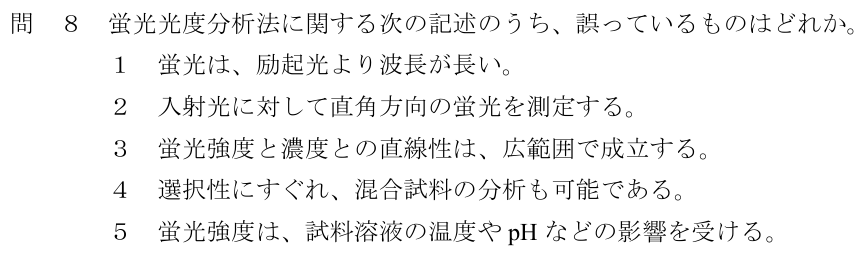 問 ８ 蛍光光度分析法に関する次の記述のうち、誤っているものはどれか。
１ 蛍光は、励起光より波長が長い。
２ 入射光に対して直角方向の蛍光を測定する。
３ 蛍光強度と濃度との直線性は、広範囲で成立する。
４ 選択性にすぐれ、混合試料の分析も可能である。
５ 蛍光強度は、試料溶液の温度や pH などの影響を受ける。